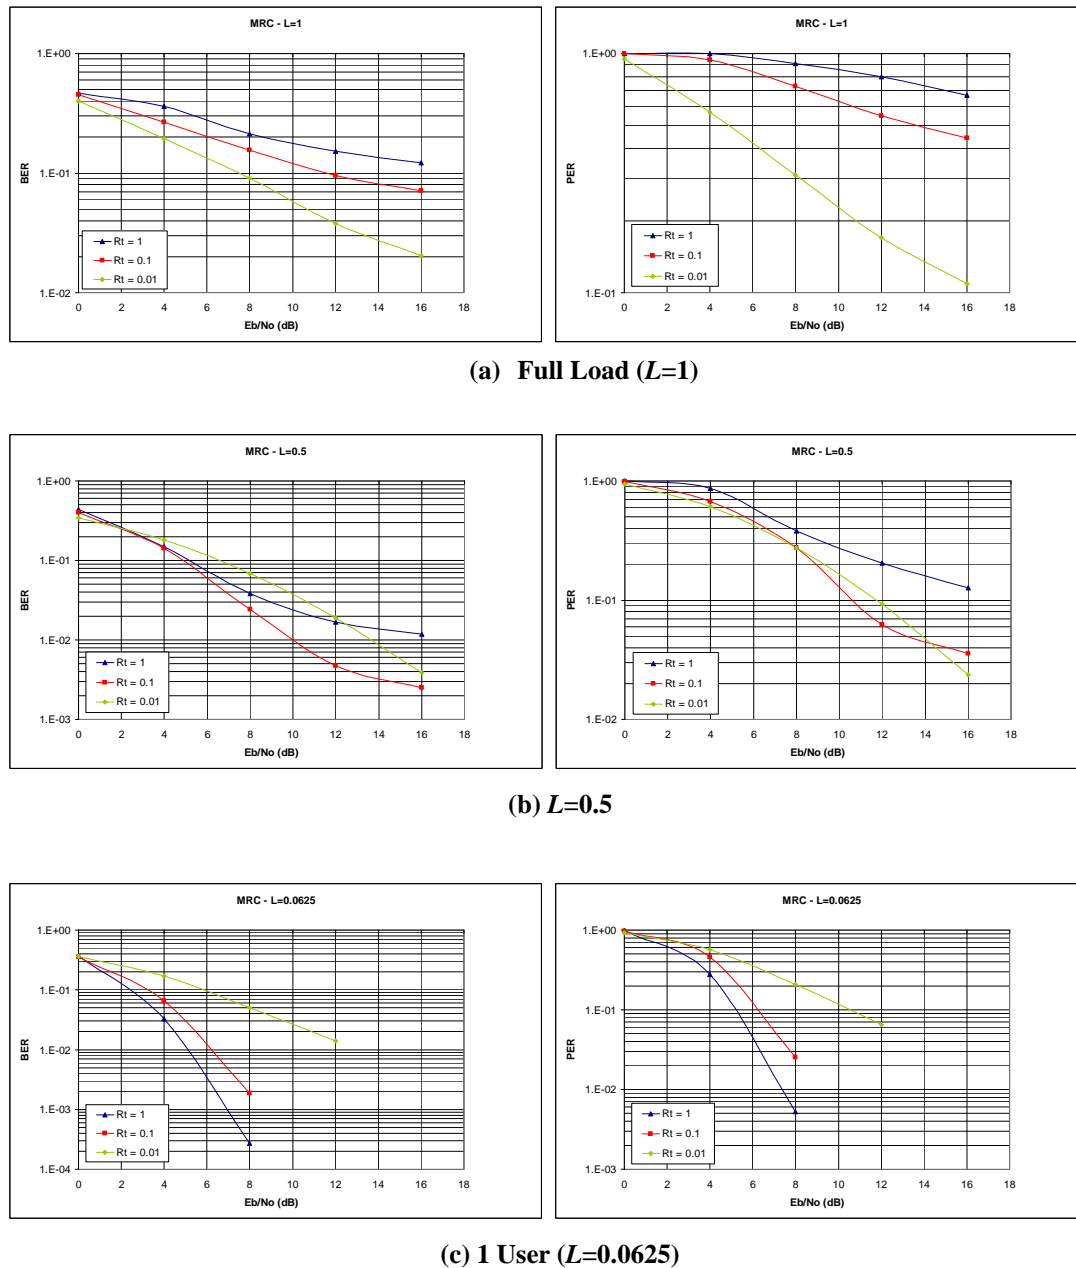 MRC - L=1
1.E+00
1.E-01
1.E-02
BER
0 2 4 6 8 10 12 14 16 18
Eb/No (dB)
Rt = 1
Rt = 0.1
Rt = 0.01
MRC - L=1
1.E+00
1.E-01
PER
0 2 4 6 8 10 12 14 16 18
Eb/No (dB)
Rt = 1
Rt = 0.1
Rt = 0.01
(a) Full Load (L=1)
MRC - L=0.5
1.E+00
1.E-01
1.E-02
1.E-03
BER
0 2 4 6 8 10 12 14 16 18
Eb/No (dB)
Rt = 1
Rt = 0.1
Rt = 0.01
MRC - L=0.5
1.E+00
1.E-01
1.E-02
PER
0 2 4 6 8 10 12 14 16 18
Eb/No (dB)
Rt = 1
Rt = 0.1
Rt = 0.01
(b) L=0.5
MRC - L=0.0625
1.E+00
1.E-01
1.E-02
1.E-03
1.E-04
BER
0 2 4 6 8 10 12 14 16 18
Eb/No (dB)
Rt = 1
Rt = 0.1
Rt = 0.01
MRC - L=0.0625
1.E+00
1.E-01
1.E-02
1.E-03
PER
0 2 4 6 8 10 12 14 16 18
Eb/No (dB)
Rt = 1
Rt = 0.1
Rt = 0.01
(c) 1 User (L=0.0625)